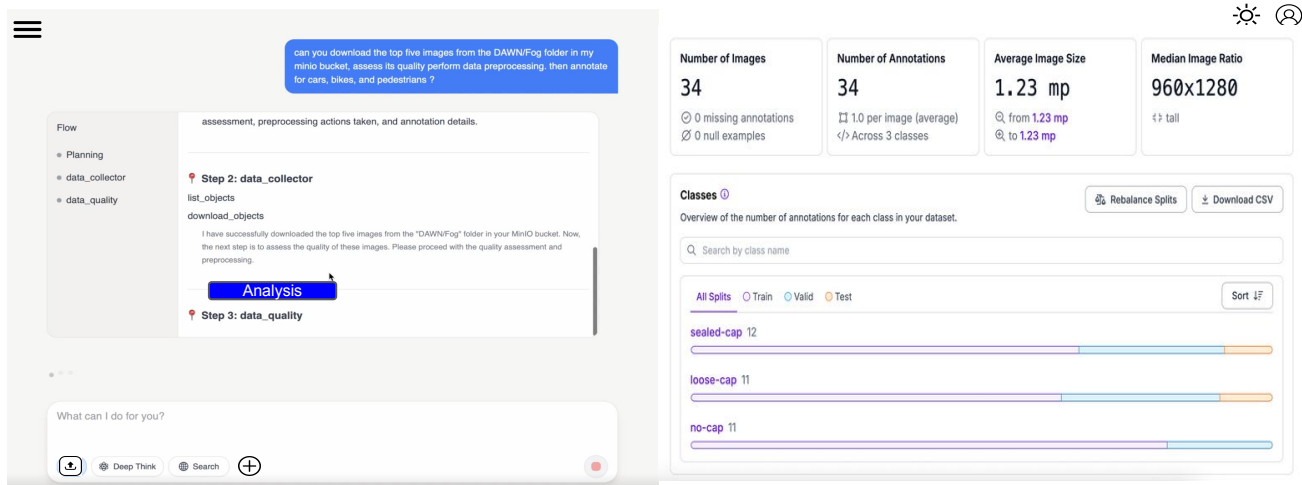 can you download the top five images from the DAWN/Fog folder in my
minio bucket, assess its quality perform data preprocessing. then annotate
for cars, bikes, and pedestrians ?
Flow
Planning
data_collector
data_quality
assessment, preprocessing actions taken, and annotation details.
Step 2: data_collector
list_objects
download_objects
I have successfully downloaded the top five images from the "DAWN/Fog" folder in your MinIO bucket. Now,
the next step is to assess the quality of these images. Please proceed with the quality assessment and
preprocessing.
Analysis
Step 3: data_quality
What can I do for you?
Deep Think
Search
Number of Images
34
0 missing annotations
0 null examples
Number of Annotations
34
1.0 per image (average)
Across 3 classes
Average Image Size
1.23 mp
from 1.23 mp
to 1.23 mp
Median Image Ratio
960x1280
tall
Classes
Overview of the number of annotations for each class in your dataset.
Rebalance Splits
Download CSV
Search by class name
All Splits Train Valid Test
Sort
sealed-cap 12
loose-cap 11
no-cap 11